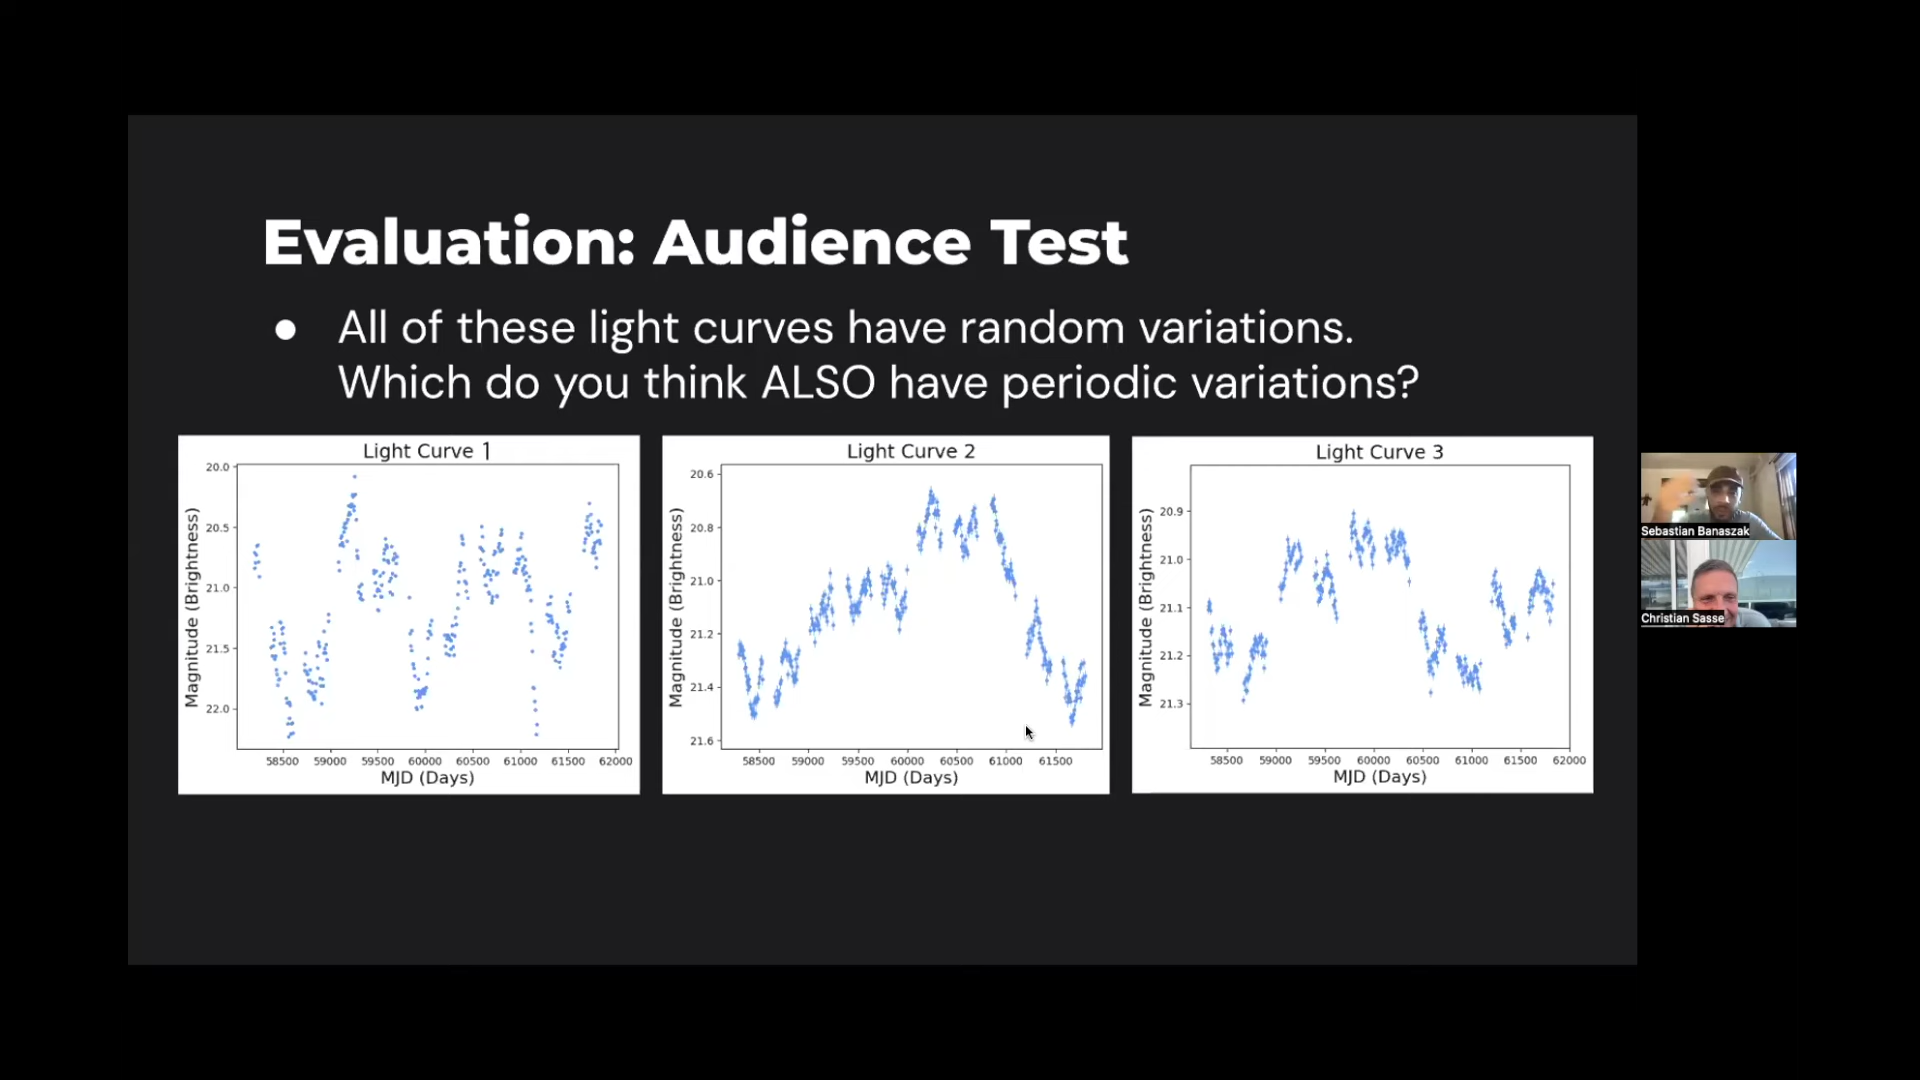 Evaluation: Audience Test
● All of these light curves have random variations.
Which do you think ALSO have periodic variations?
Light Curve 1
Magnitude (Brightness)
20.0
20.5
21.0
21.5
22.0
58500 59000 59500 60000 60500 61000 61500 62000
MJD (Days)
Light Curve 2
Magnitude (Brightness)
20.6
20.8
21.0
21.2
21.4
21.6
58500 59000 59500 60000 60500 61000 61500
MJD (Days)
Light Curve 3
Magnitude (Brightness)
20.9
21.0
21.1
21.2
21.3
58500 59000 59500 60000 60500 61000 61500 62000
MJD (Days)
Sebastian Banaszak
Christian Sasse